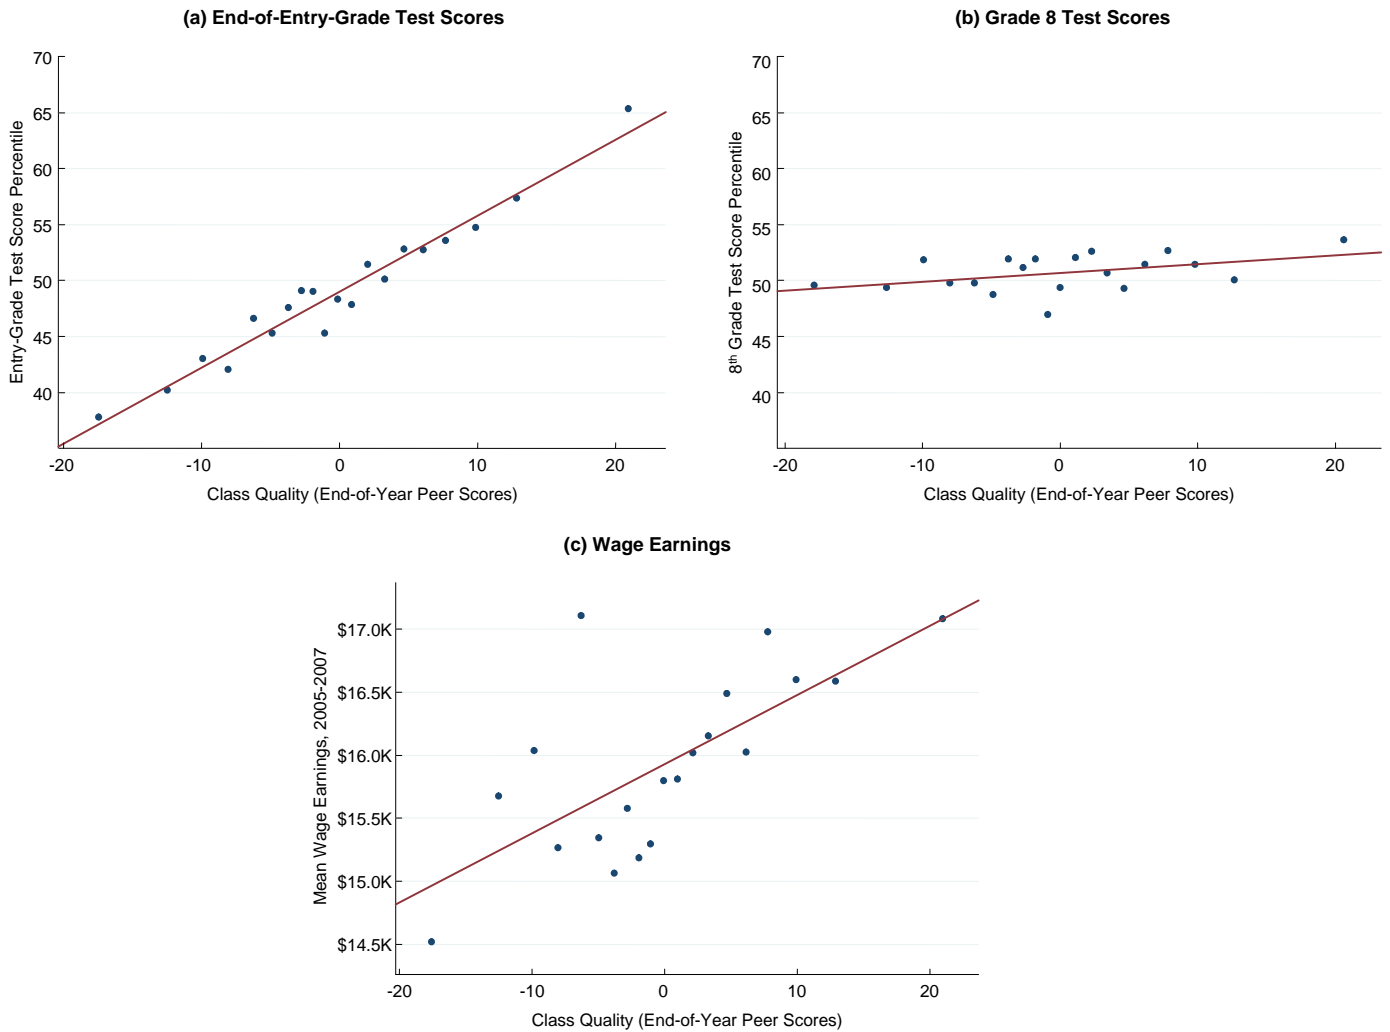 (a) End-of-Entry-Grade Test Scores
Entry-Grade Test Score Percentile
70
65
60
55
50
45
40
-20 -10 0 10 20
Class Quality (End-of-Year Peer Scores)
(b) Grade 8 Test Scores
8th Grade Test Score Percentile
70
65
60
55
50
45
40
-20 -10 0 10 20
Class Quality (End-of-Year Peer Scores)
(c) Wage Earnings
Mean Wage Earnings, 2005-2007
$17.0K
$16.5K
$16.0K
$15.5K
$15.0K
$14.5K
-20 -10 0 10 20
Class Quality (End-of-Year Peer Scores)